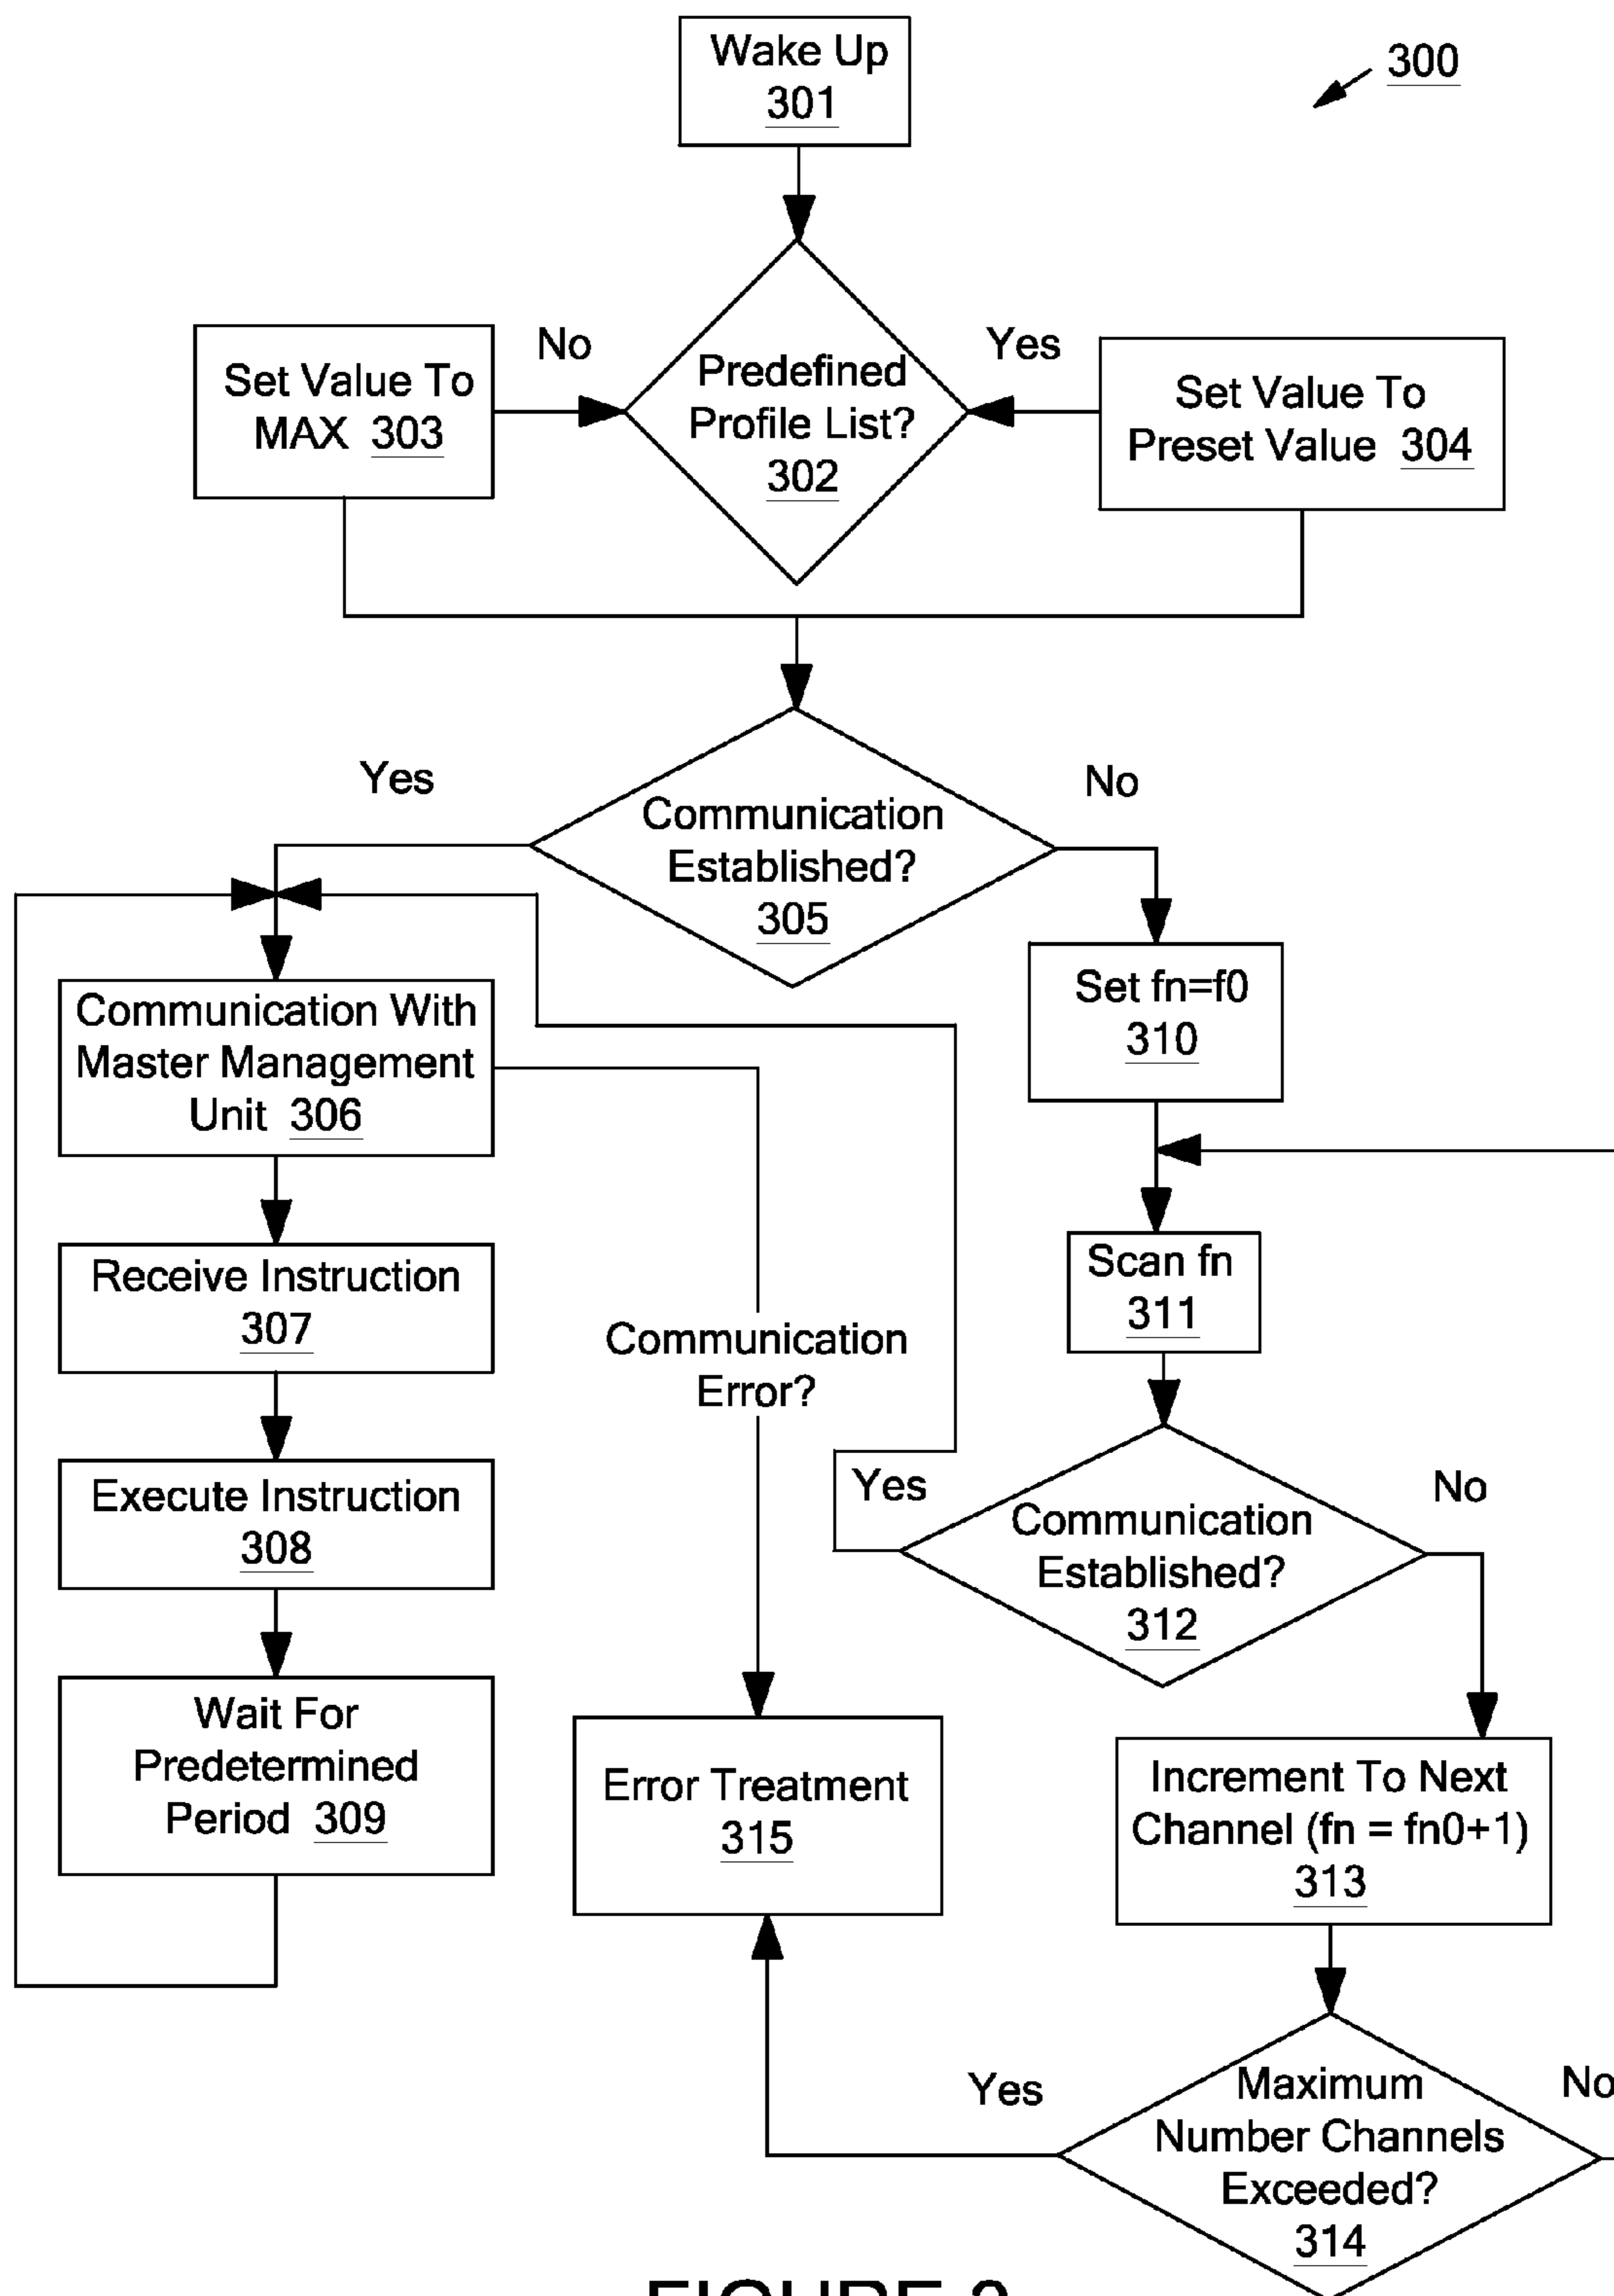 Wake Up
301
300
No
Yes
Set Value To
MAX 303
Predefined
Profile List?
302
Set Value To
Preset Value 304
Yes
No
Communication
Established?
305
Communication With
Master Management
Unit 306
Set fn=f0
310
Receive Instruction
307
Scan fn
311
Communication
Error?
Execute Instruction
308
Yes
No
Communication
Established?
312
Wait For
Predetermined
Period 309
Error Treatment
315
Increment To Next
Channel (fn = fn0+1)
313
Yes
No
Maximum
Number Channels
Exceeded?
314
FIGURE